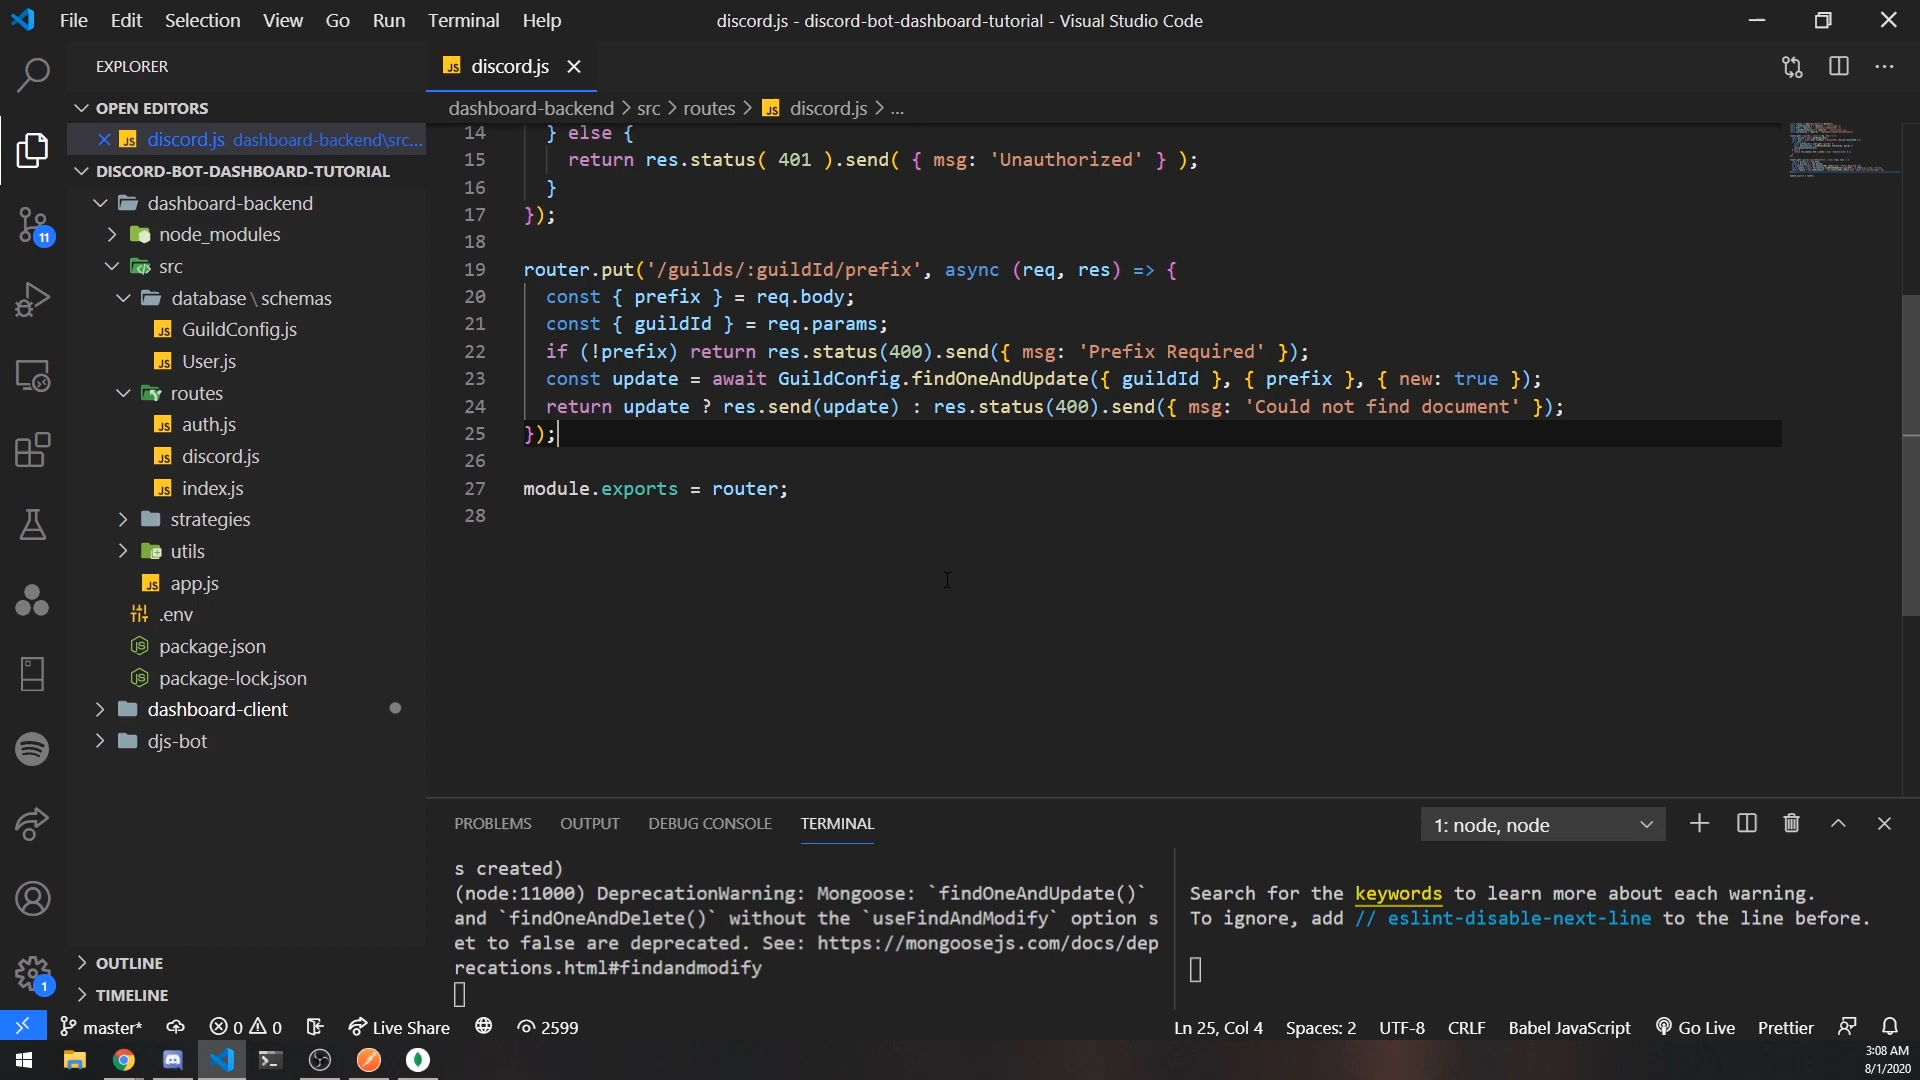 File Edit Selection View Go Run Terminal Help
discord.js - discord-bot-dashboard-tutorial - Visual Studio Code
EXPLORER
JS discord.js
OPEN EDITORS
dashboard-backend > src > routes > JS discord.js > ...
JS discord.js dashboard-backend\src...
DISCORD-BOT-DASHBOARD-TUTORIAL
dashboard-backend
node_modules
src
database \ schemas
JS GuildConfig.js
JS User.js
routes
JS auth.js
JS discord.js
JS index.js
strategies
utils
JS app.js
.env
package.json
package-lock.json
dashboard-client
djs-bot
OUTLINE
TIMELINE
11
1
14 } else {
15 return res.status( 401 ).send( { msg: 'Unauthorized' } );
16 }
17 });
18
19 router.put('/guilds/:guildId/prefix', async (req, res) => {
20 const { prefix } = req.body;
21 const { guildId } = req.params;
22 if (!prefix) return res.status(400).send({ msg: 'Prefix Required' });
23 const update = await GuildConfig.findOneAndUpdate({ guildId }, { prefix }, { new: true });
24 return update ? res.send(update) : res.status(400).send({ msg: 'Could not find document' });
25 });
26
27 module.exports = router;
28
PROBLEMS OUTPUT DEBUG CONSOLE TERMINAL
1: node, node
s created)
(node:11000) DeprecationWarning: Mongoose: `findOneAndUpdate()`
and `findOneAndDelete()` without the `useFindAndModify` option s
et to false are deprecated. See: https://mongoosejs.com/docs/dep
recations.html#findandmodify
Search for the keywords to learn more about each warning.
To ignore, add // eslint-disable-next-line to the line before.
master* 0 0 Live Share 2599
Ln 25, Col 4 Spaces: 2 UTF-8 CRLF Babel JavaScript Go Live Prettier
3:08 AM
8/1/2020